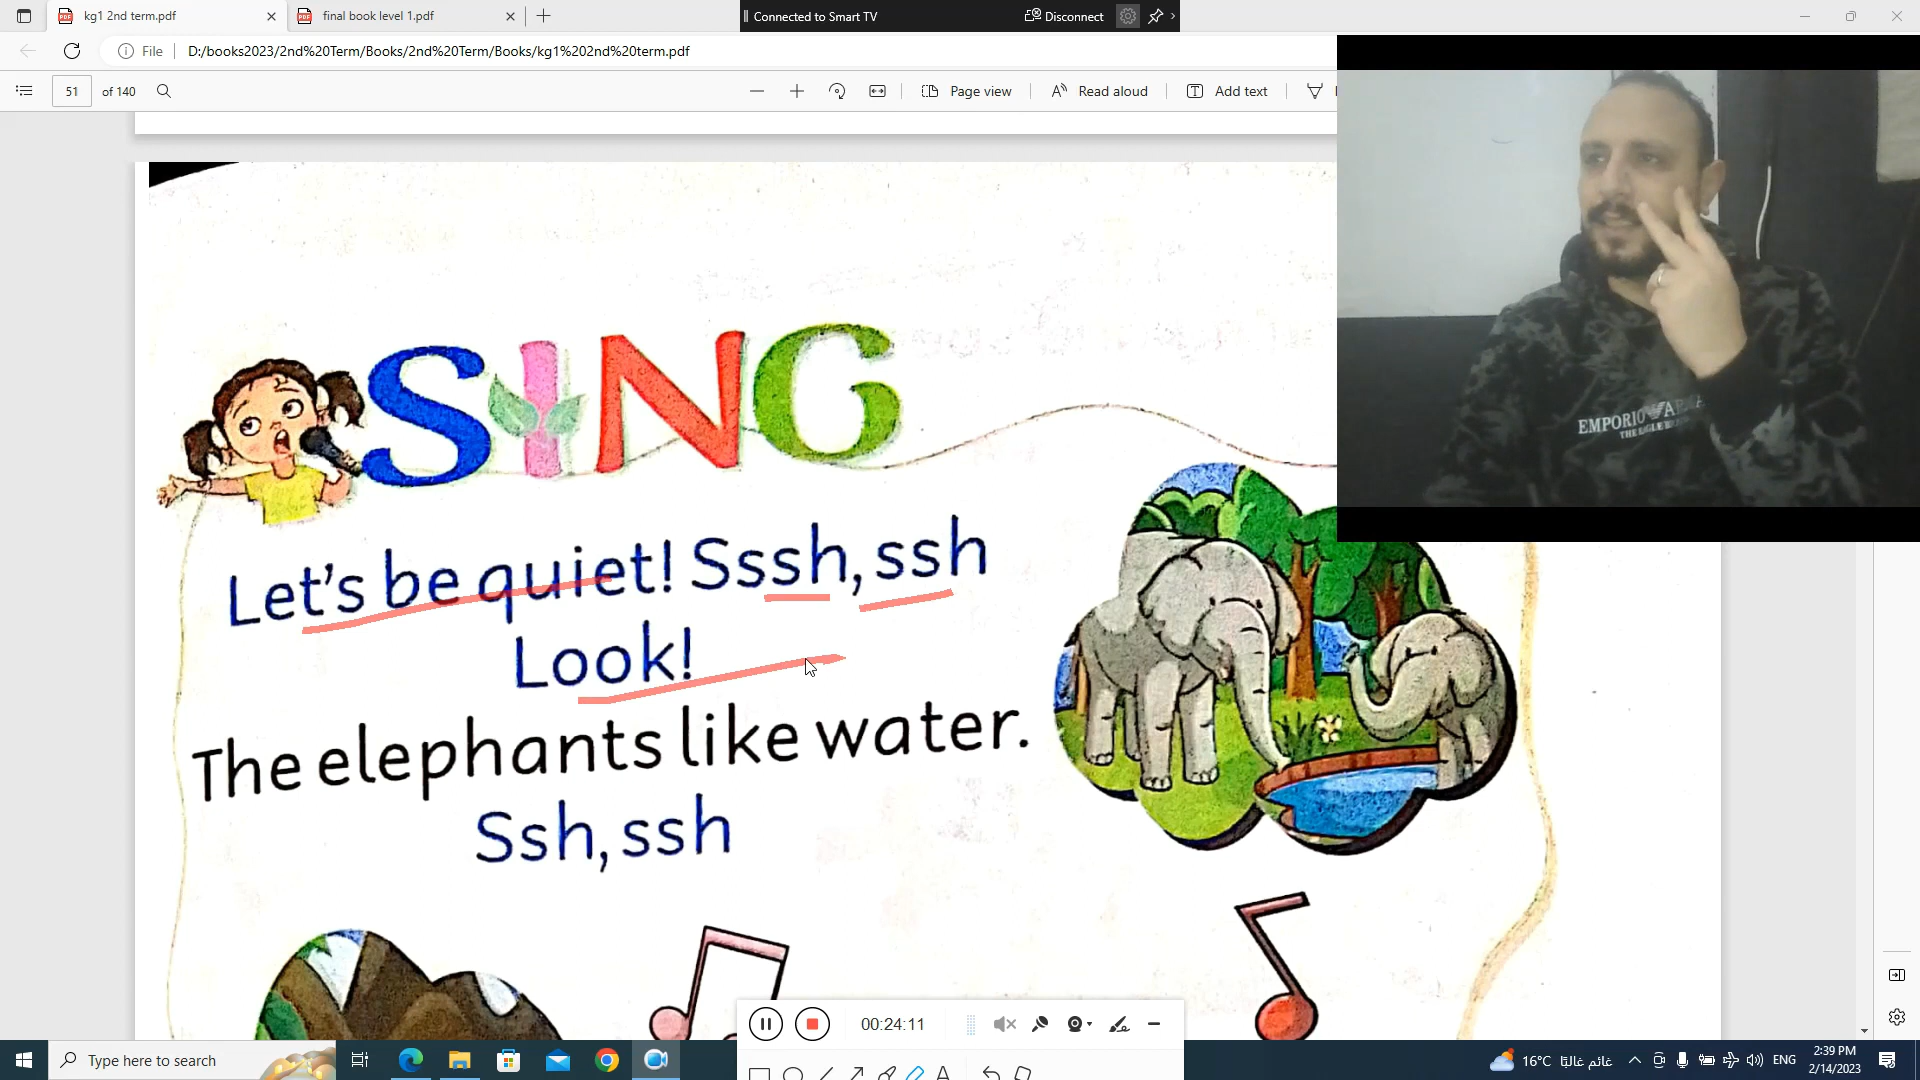 kg1 2nd term.pdf
final book level 1.pdf
Connected to Smart TV
Disconnect
File
D:/books2023/2nd%20Term/Books/2nd%20Term/Books/kg1%202nd%20term.pdf
51
of 140
Page view
Read aloud
Add text
SING
Let's be quiet! Sssh, ssh
Look!
The elephants like water.
Ssh, ssh
EMPORIO
00:24:11
Type here to search
16°C
غائم غالبًا
ENG
2:39 PM
2/14/2023